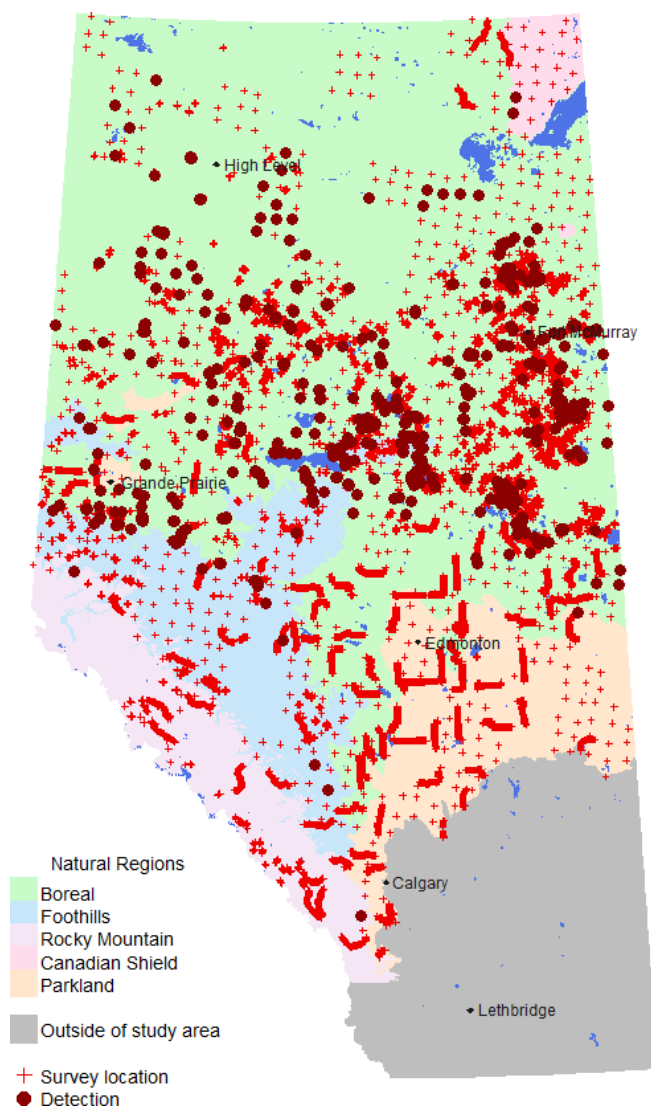 High Level
Fort McMurray
Grande Prairie
Edmonton
Calgary
Lethbridge
Natural Regions
Boreal
Foothills
Rocky Mountain
Canadian Shield
Parkland
Outside of study area
Survey location
Detection